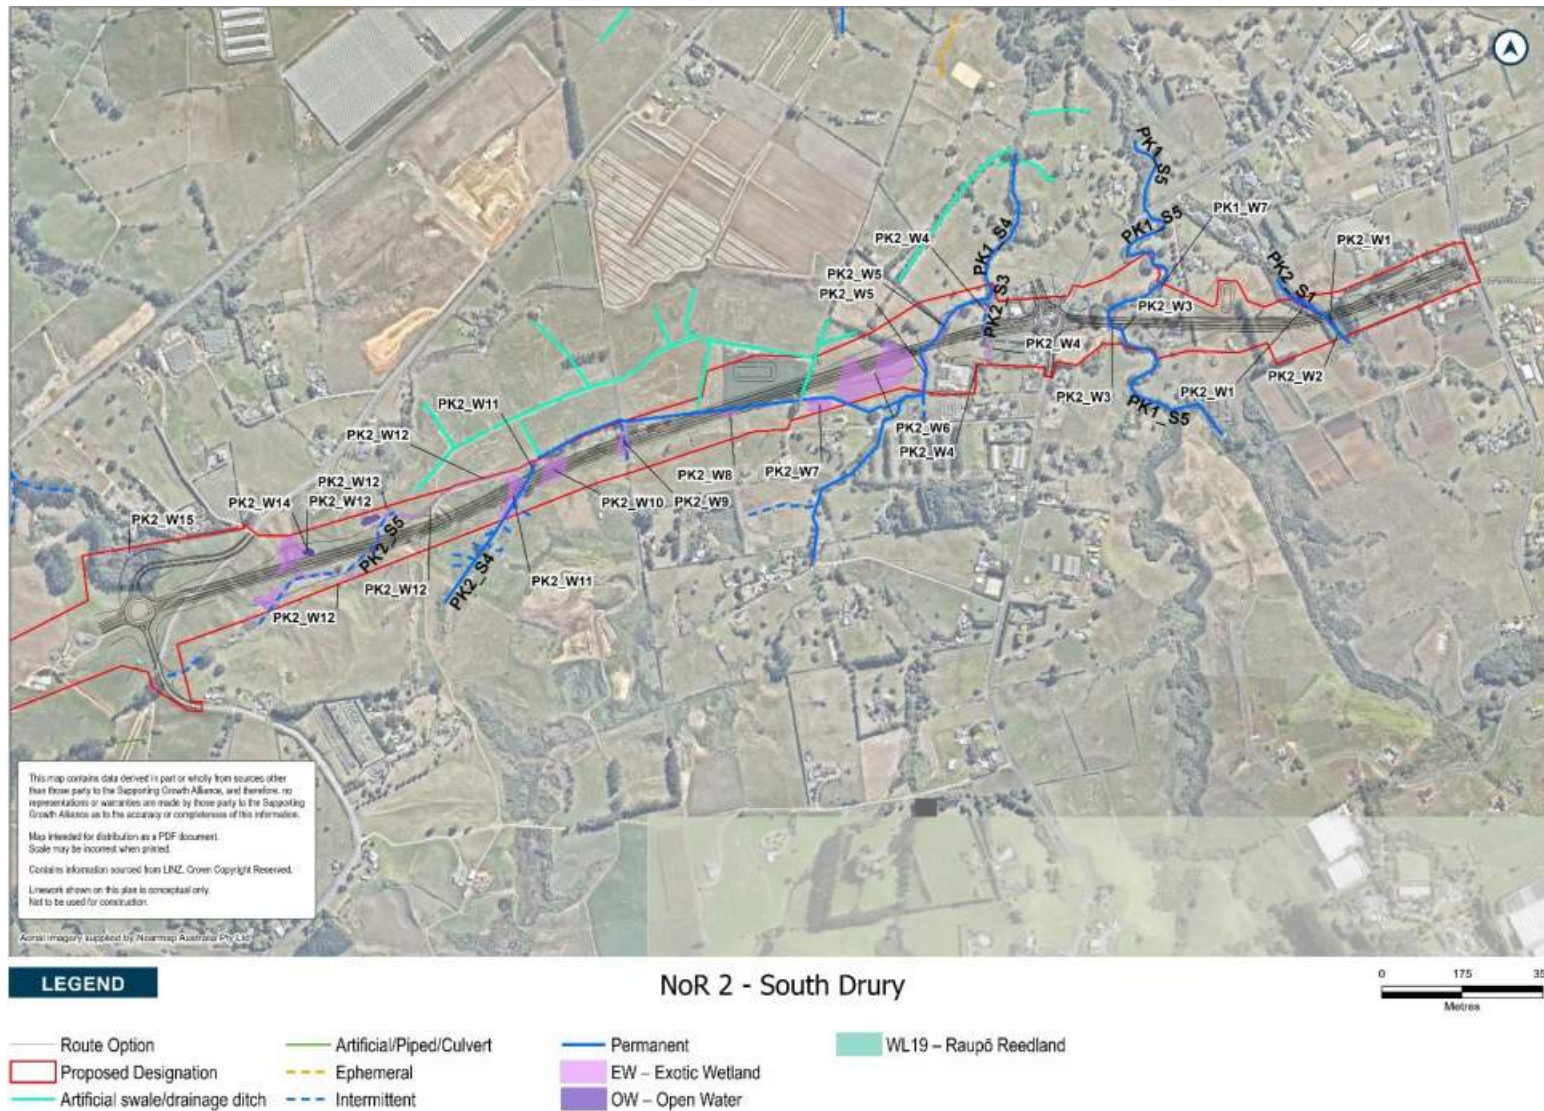 PK1_S5
PK1_W7
PK1_S5
PK2_W4
PK1_S4
PK2_W1
PK2_W5
PK2_S1
PK2_W5
PK2_S3
PK2_W3
PK2_W4
PK2_W2
PK2_W1
PK2_W3
PK1_S5
PK2_W11
PK2_W6
PK2_W12
PK2_W4
PK2_W8
PK2_W7
PK2_W12
PK2_W10
PK2_W9
PK2_W14
PK2_W12
PK2_W15
PK2_S5
PK2_W12
PK2_W11
PK2_S4
PK2_W12
This map contains data derived in part or wholly from sources other
than those party to the Supporting Growth Alliance, and therefore, no
representations or warranties are made by those party to the Supporting
Growth Alliance as to the accuracy or completeness of this information.
Map intended for distribution as a PDF document.
Scale may be incorrect when printed.
Contains information sourced from LINZ. Crown Copyright Reserved.
Linework shown on this plan is conceptual only.
Not to be used for construction.
Aerial imagery supplied by Nearmap Australia Pty Ltd
LEGEND
NoR 2 - South Drury
0 175 35
Metres
Route Option
Proposed Designation
Artificial swale/drainage ditch
Artificial/Piped/Culvert
Ephemeral
Intermittent
Permanent
EW – Exotic Wetland
OW – Open Water
WL19 – Raupō Reedland